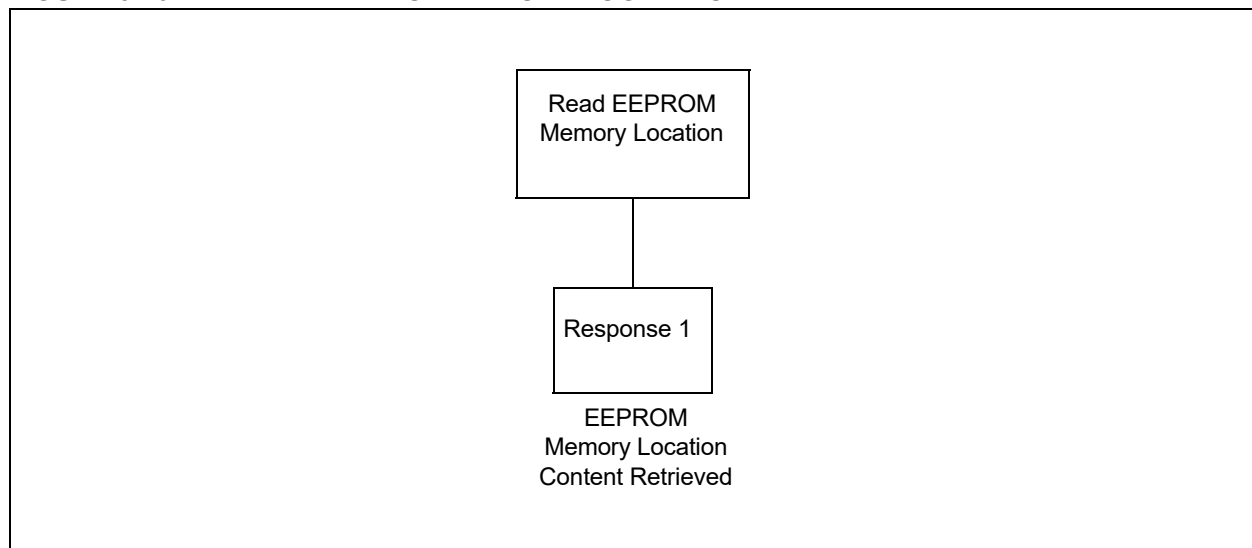 Read EEPROM
Memory Location
Response 1
EEPROM
Memory Location
Content Retrieved